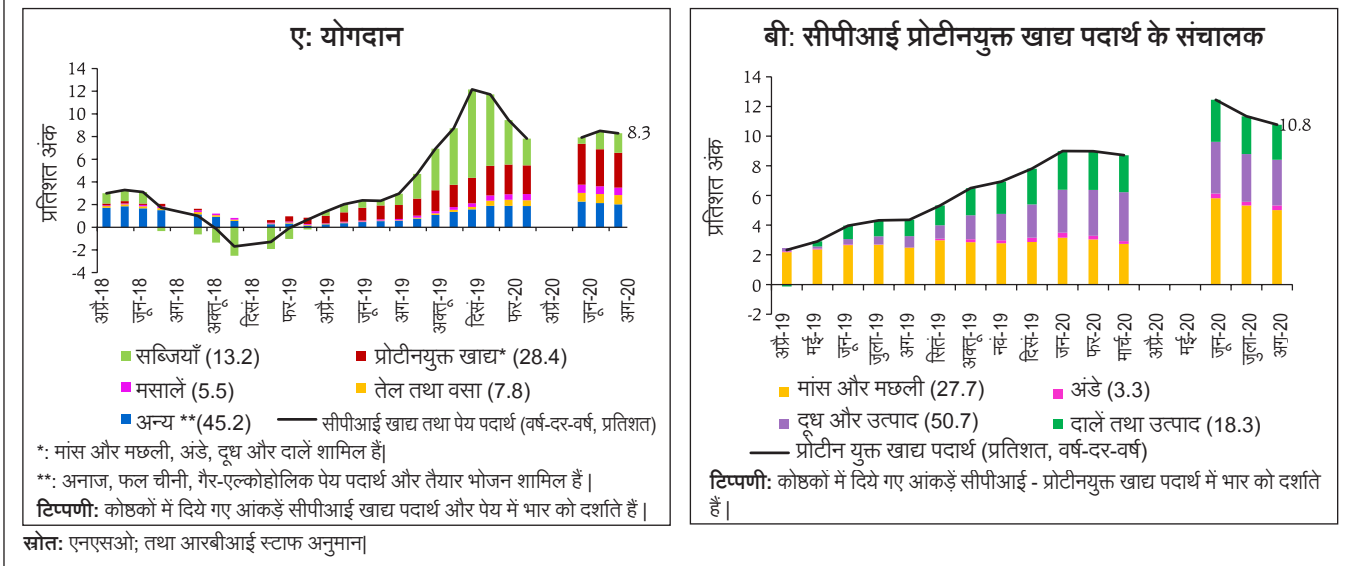 ए: योगदान
प्रतिशत अंक
14
12
10
8
6
4
2
0
-2
-4
8.3
अप्रै-18
जून-18
अग-18
अक्तू-18
दिसं-18
फर-19
अप्रै-19
जून-19
अग-19
अक्तू-19
दिसं-19
फर-20
अप्रै-20
जून-20
अग-20
सब्जियाँ (13.2)
प्रोटीनयुक्त खाद्य* (28.4)
मसालें (5.5)
तेल तथा वसा (7.8)
अन्य **(45.2)
सीपीआई खाद्य तथा पेय पदार्थ (वर्ष-दर-वर्ष, प्रतिशत)
*: मांस और मछली, अंडे, दूध और दालें शामिल हैं|
**: अनाज, फल चीनी, गैर-एल्कोहोलिक पेय पदार्थ और तैयार भोजन शामिल हैं |
टिप्पणी: कोष्ठकों में दिये गए आंकड़ें सीपीआई खाद्य पदार्थ और पेय में भार को दर्शाते हैं |
बी: सीपीआई प्रोटीनयुक्त खाद्य पदार्थ के संचालक
प्रतिशत अंक
14
12
10
8
6
4
2
0
-2
10.8
अप्रै-19
मई-19
जून-19
जुला-19
अग-19
सितं-19
अक्तू-19
नवं-19
दिसं-19
जन-20
फर-20
मार्च-20
अप्रै-20
मई-20
जून-20
जुला-20
अग-20
मांस और मछली (27.7)
अंडे (3.3)
दूध और उत्पाद (50.7)
दालें तथा उत्पाद (18.3)
प्रोटीन युक्त खाद्य पदार्थ (प्रतिशत, वर्ष-दर-वर्ष)
टिप्पणी: कोष्ठकों में दिये गए आंकड़ें सीपीआई - प्रोटीनयुक्त खाद्य पदार्थ में भार को दर्शाते
हैं |
स्रोत: एनएसओ; तथा आरबीआई स्टाफ अनुमान|